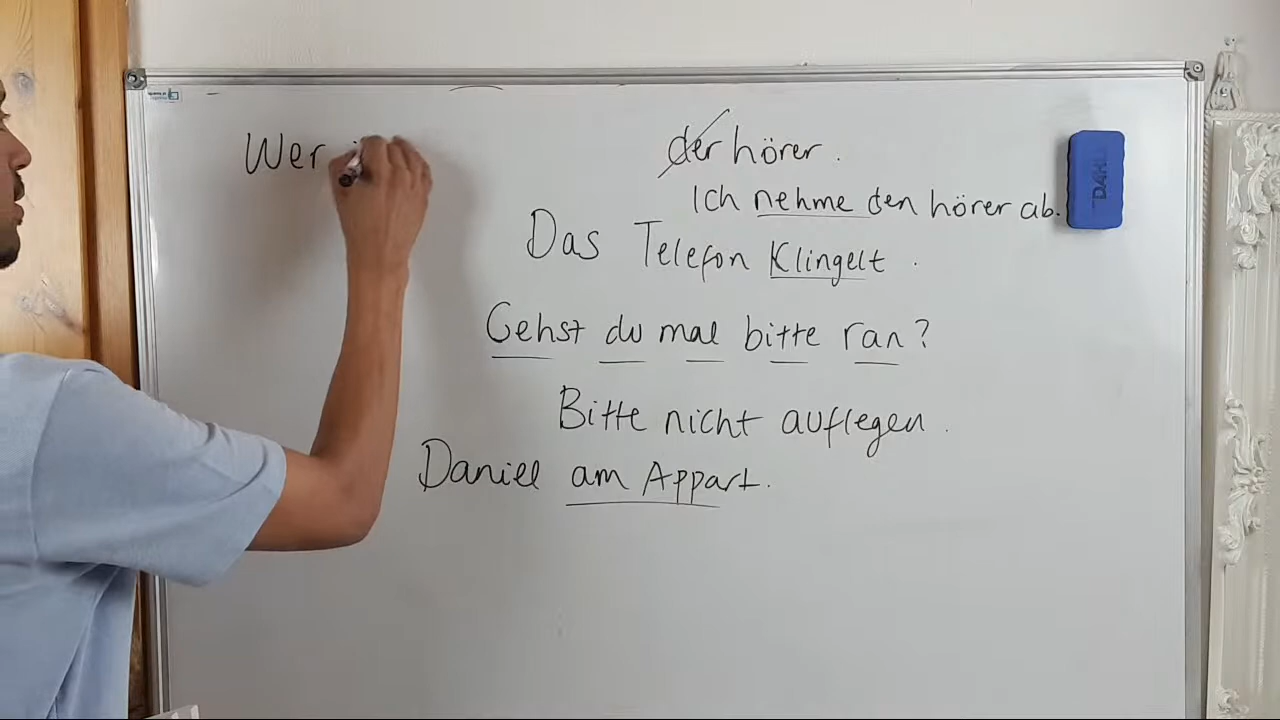 Wer
der hörer.
Ich nehme den hörer ab.
Das Telefon Klingelt.
Gehst du mal bitte ran?
Bitte nicht auflegen.
Daniel am Appart.